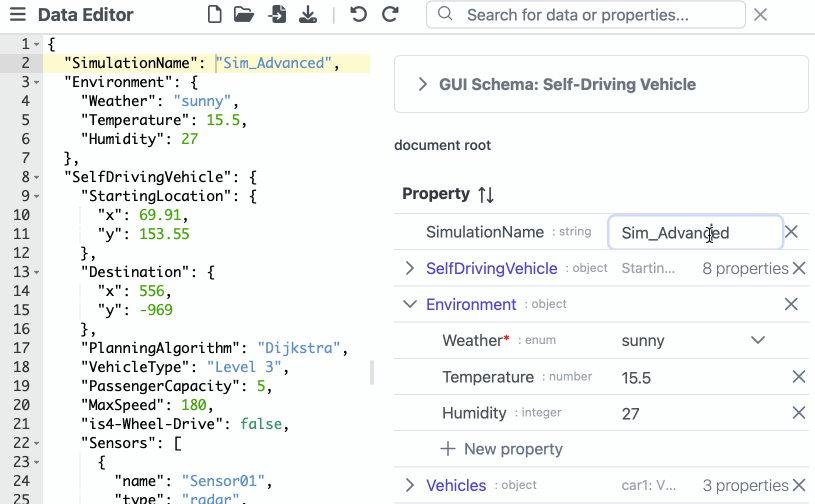 Data Editor
Search for data or properties...
1 {
2 "SimulationName": "Sim_Advanced",
3 "Environment": {
4 "Weather": "sunny",
5 "Temperature": 15.5,
6 "Humidity": 27
7 },
8 "SelfDrivingVehicle": {
9 "StartingLocation": {
10 "x": 69.91,
11 "y": 153.55
12 },
13 "Destination": {
14 "x": 556,
15 "y": -969
16 },
17 "PlanningAlgorithm": "Dijkstra",
18 "VehicleType": "Level 3",
19 "PassengerCapacity": 5,
20 "MaxSpeed": 180,
21 "is4-Wheel-Drive": false,
22 "Sensors": [
23 {
24 "name": "Sensor01",
25 "type": "radar",
GUI Schema: Self-Driving Vehicle
document root
Property
SimulationName : string Sim_Advanced
SelfDrivingVehicle : object Startin... 8 properties
Environment : object
Weather* : enum sunny
Temperature : number 15.5
Humidity : integer 27
New property
Vehicles : object car1: V... 3 properties